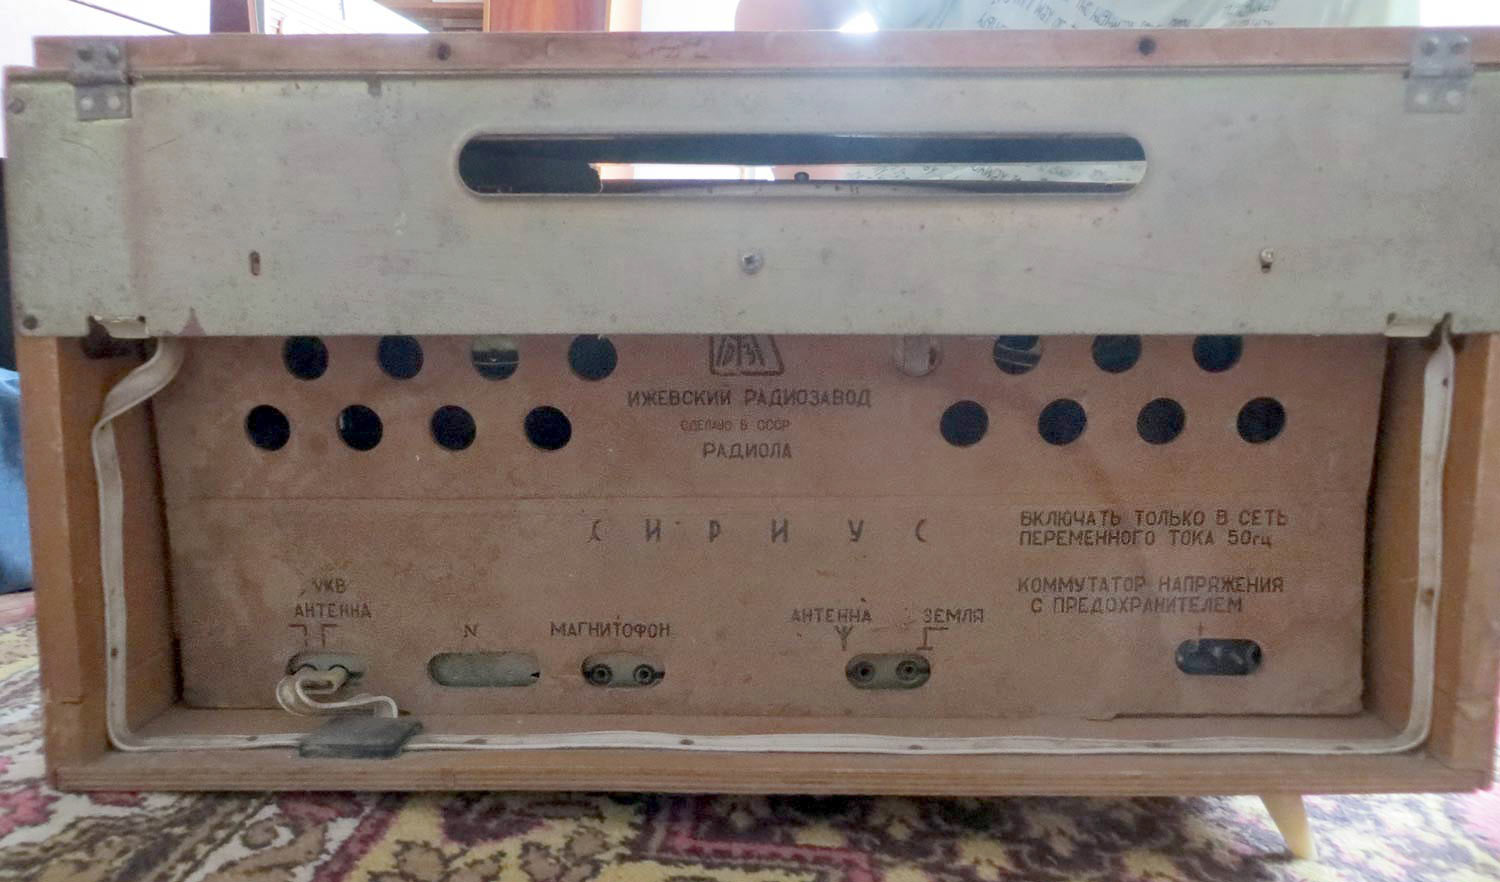 ИЖЕВСКИЙ РАДИОЗАВОД
СДЕЛАНО В СССР
РАДИОЛА
СИРИУС
ВКЛЮЧАТЬ ТОЛЬКО В СЕТЬ
ПЕРЕМЕННОГО ТОКА 50гц
КОММУТАТОР НАПРЯЖЕНИЯ
С ПРЕДОХРАНИТЕЛЕМ
УКВ
АНТЕННА
N
МАГНИТОФОН
АНТЕННА
ЗЕМЛЯ